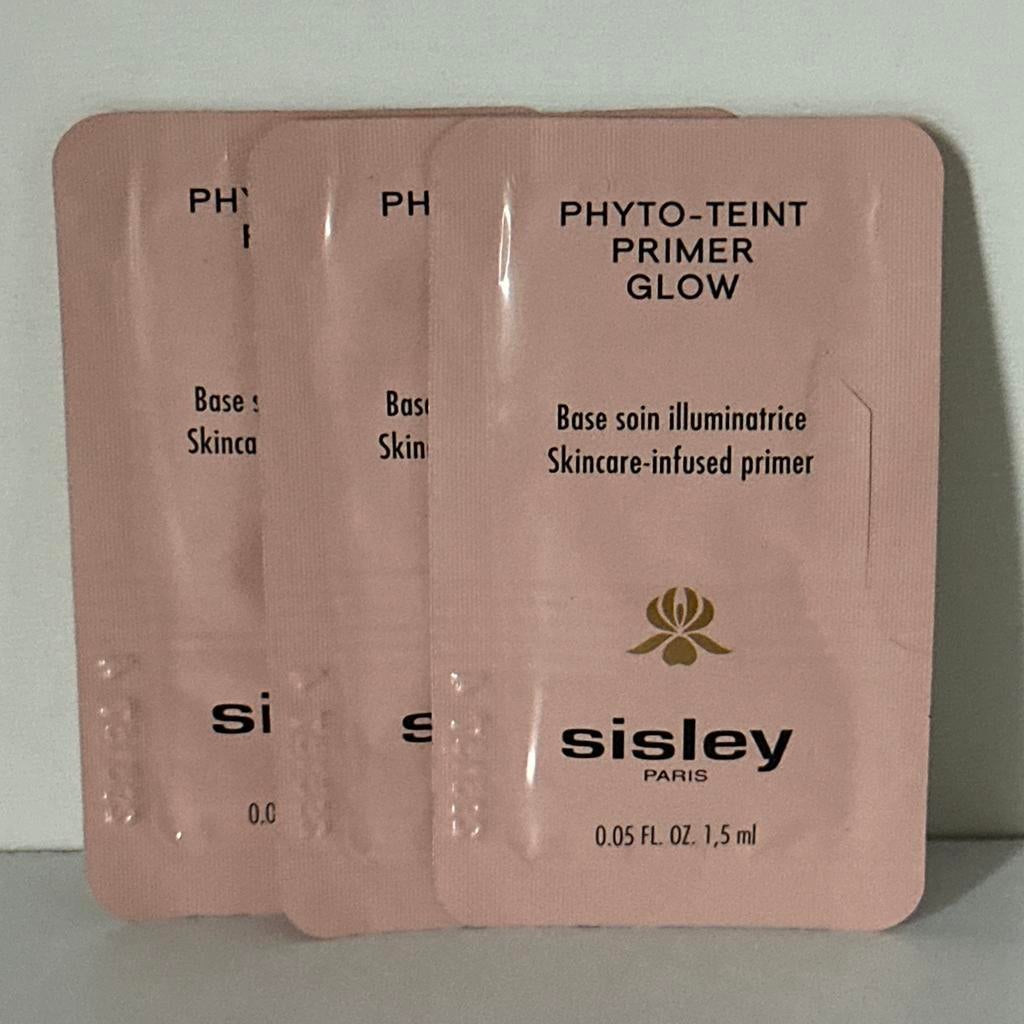 PHYTO-TEINT
PRIMER
GLOW
Base soin illuminatrice
Skincare-infused primer
sisley
PARIS
0.05 FL. OZ. 1,5 ml